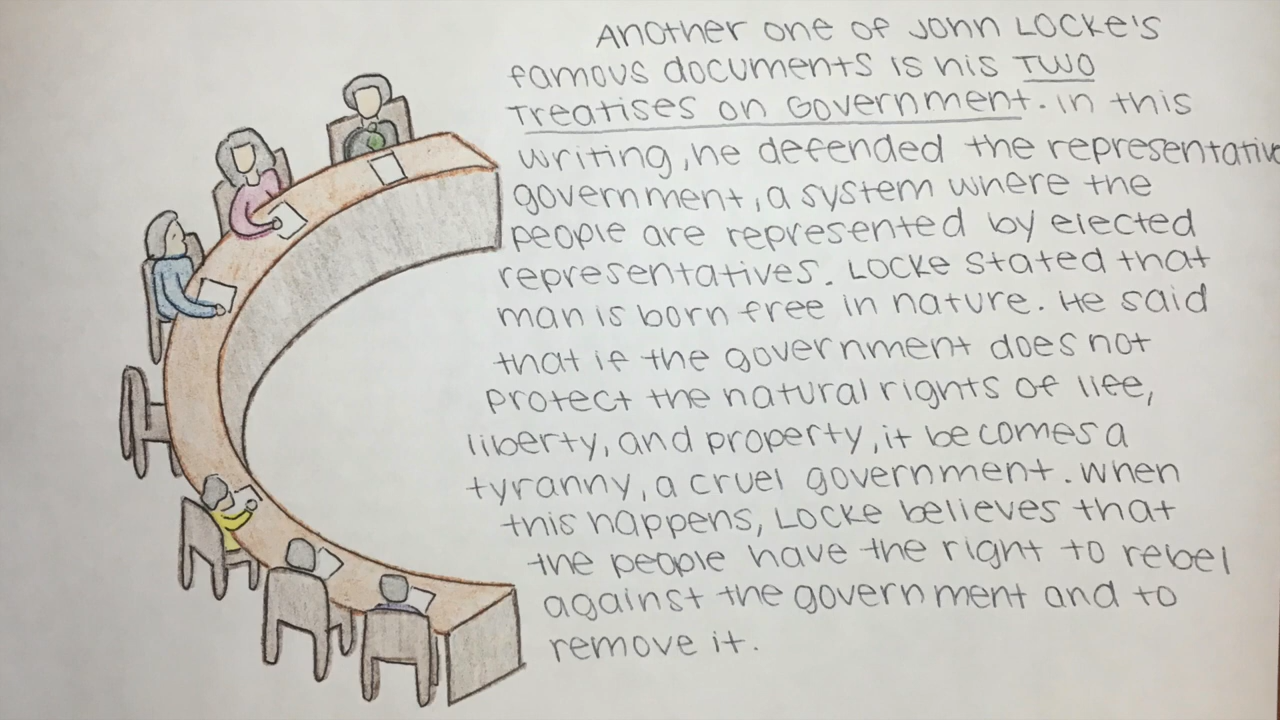 Another one of John Locke's
famous documents is his Two
Treatises on Government. In this
writing, he defended the representative
government, a system where the
people are represented by elected
representatives. Locke stated that
man is born free in nature. He said
that if the government does not
protect the natural rights of life,
liberty, and property, it becomes a
tyranny, a cruel government. When
this happens, Locke believes that
the people have the right to rebel
against the government and to
remove it.